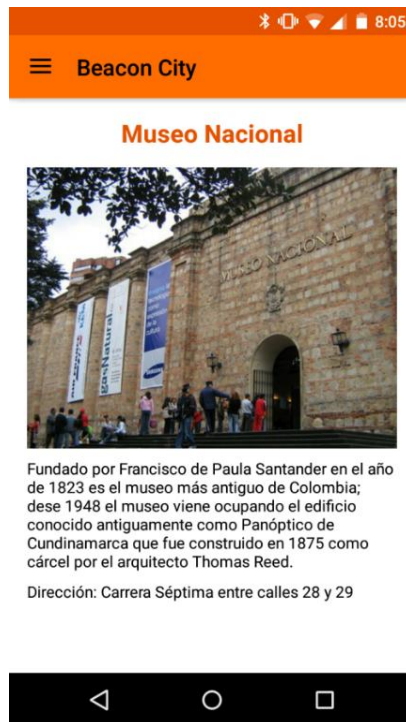 8:05
Beacon City
Museo Nacional
MUSEO NACIONAL
gasNatural
SAMSUNG
Fundado por Francisco de Paula Santander en el año
de 1823 es el museo más antiguo de Colombia;
dese 1948 el museo viene ocupando el edificio
conocido antiguamente como Panóptico de
Cundinamarca que fue construido en 1875 como
cárcel por el arquitecto Thomas Reed.
Dirección: Carrera Séptima entre calles 28 y 29